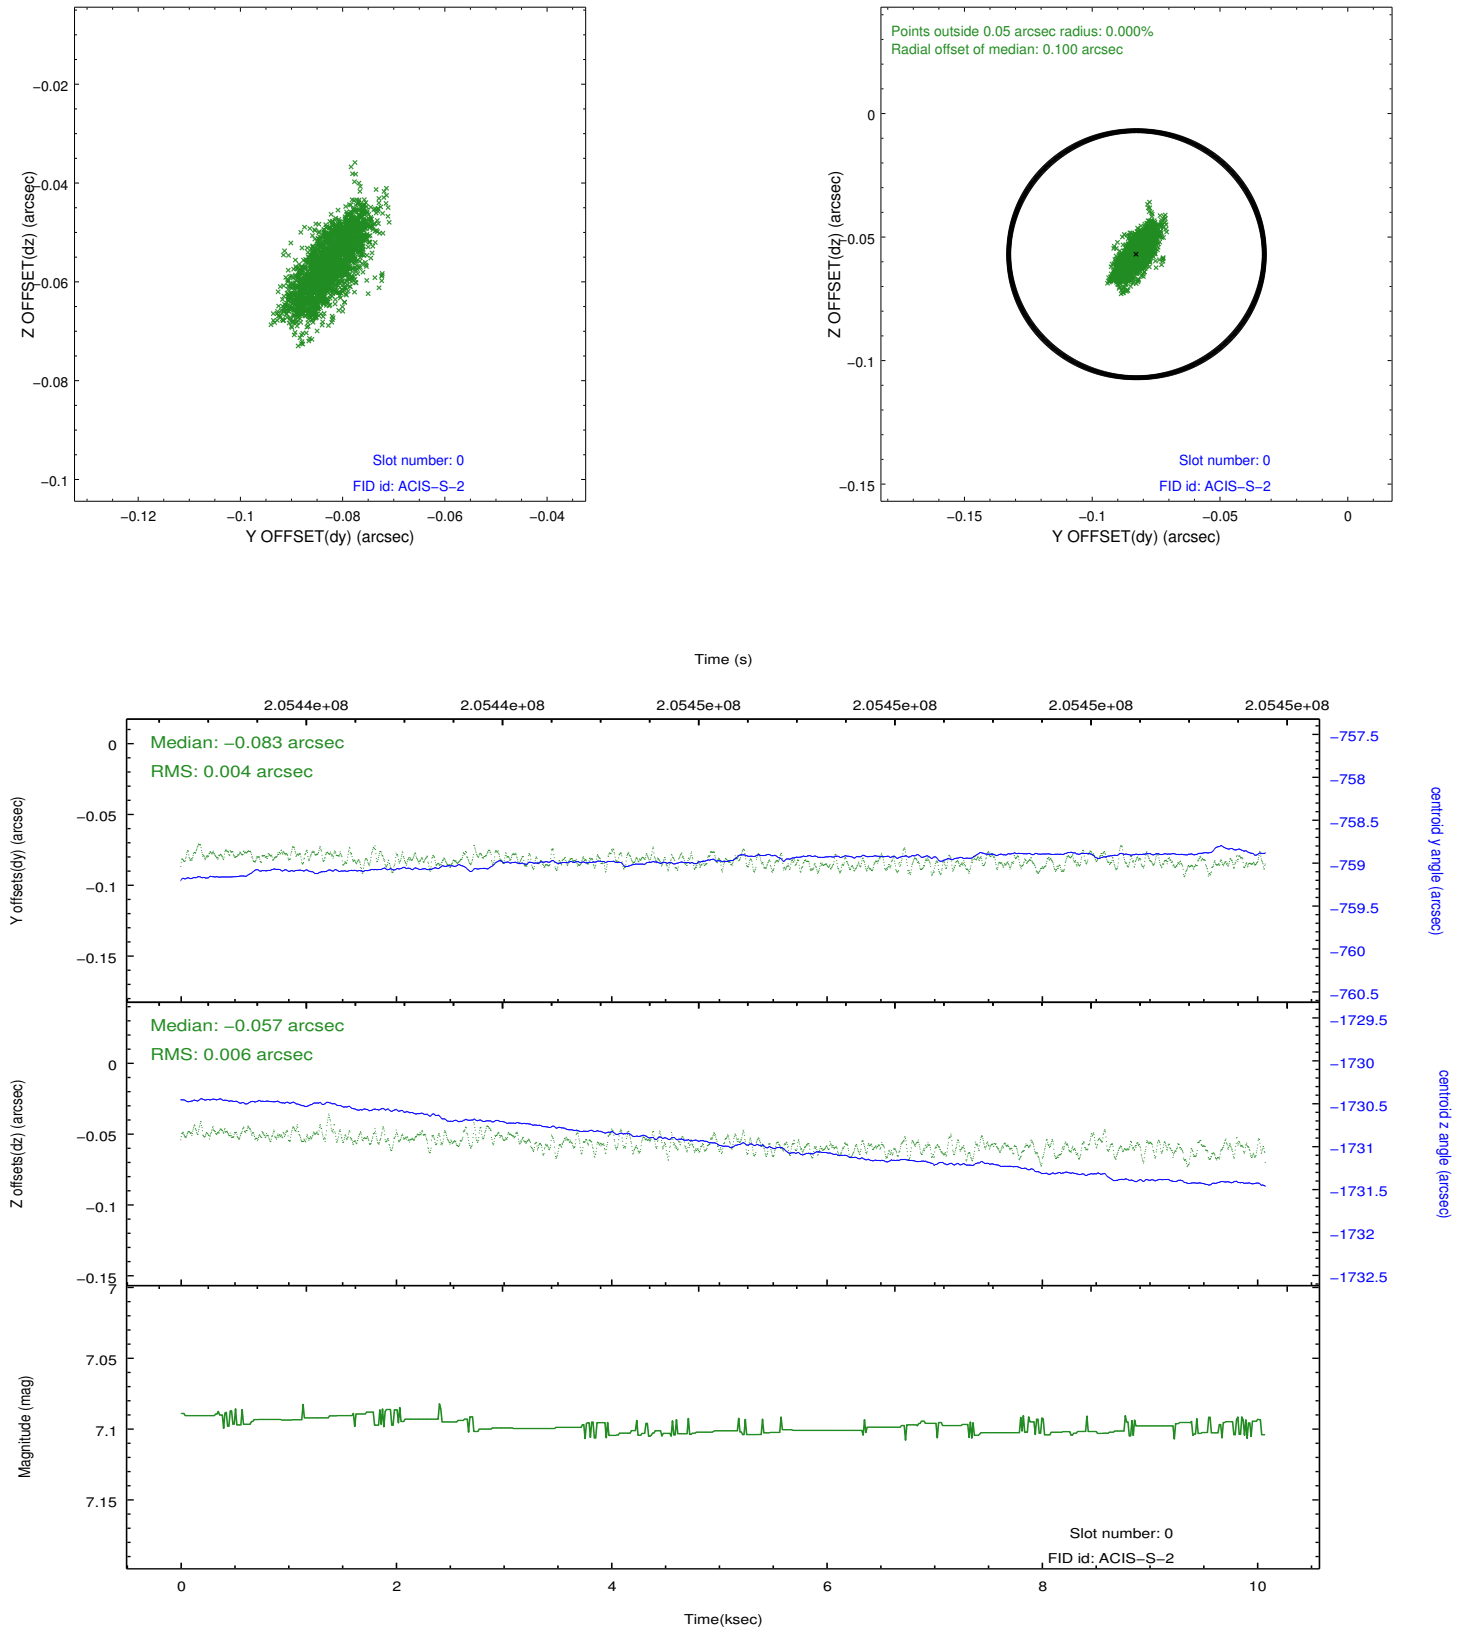 −0.02
−0.04
−0.06
−0.08
−0.1
Z OFFSET(dz) (arcsec)
Slot number: 0
FID id: ACIS−S−2
−0.12 −0.1 −0.08 −0.06 −0.04
Y OFFSET(dy) (arcsec)
Points outside 0.05 arcsec radius: 0.000%
Radial offset of median: 0.100 arcsec
0
−0.05
−0.1
−0.15
Z OFFSET(dz) (arcsec)
Slot number: 0
FID id: ACIS−S−2
−0.15 −0.1 −0.05 0
Y OFFSET(dy) (arcsec)
Time (s)
2.0544e+08 2.0544e+08 2.0545e+08 2.0545e+08 2.0545e+08 2.0545e+08
Median: −0.083 arcsec
RMS: 0.004 arcsec
0
−0.05
−0.1
−0.15
Y offsets(dy) (arcsec)
−757.5
−758
−758.5
−759
−759.5
−760
−760.5
centroid y angle (arcsec)
Median: −0.057 arcsec
RMS: 0.006 arcsec
0
−0.05
−0.1
−0.15
Z offsets(dz) (arcsec)
−1729.5
−1730
−1730.5
−1731
−1731.5
−1732
−1732.5
centroid z angle (arcsec)
7
7.05
7.1
7.15
Magnitude (mag)
Slot number: 0
FID id: ACIS−S−2
0 2 4 6 8 10
Time(ksec)